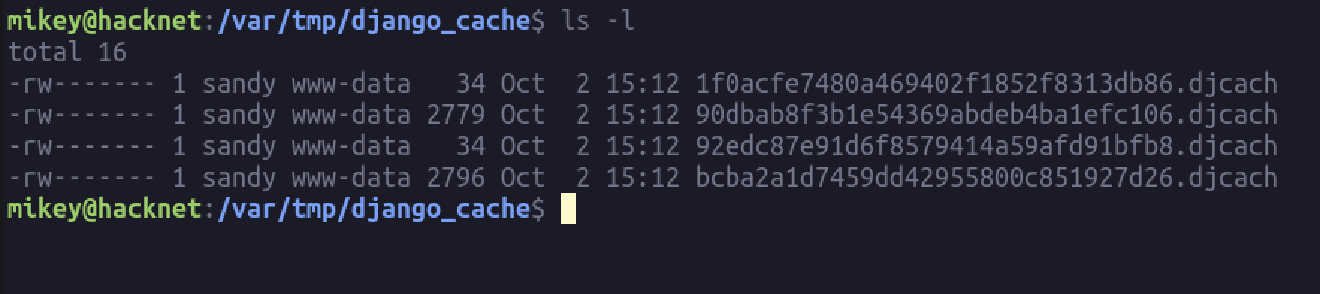 mikey@hacknet:/var/tmp/django_cache$ ls -l
total 16
-rw------- 1 sandy www-data   34 Oct  2 15:12 1f0acfe7480a469402f1852f8313db86.djcach
-rw------- 1 sandy www-data 2779 Oct  2 15:12 90dbab8f3b1e54369abdeb4ba1efc106.djcach
-rw------- 1 sandy www-data   34 Oct  2 15:12 92edc87e91d6f8579414a59afd91bfb8.djcach
-rw------- 1 sandy www-data 2796 Oct  2 15:12 bcba2a1d7459dd42955800c851927d26.djcach
mikey@hacknet:/var/tmp/django_cache$